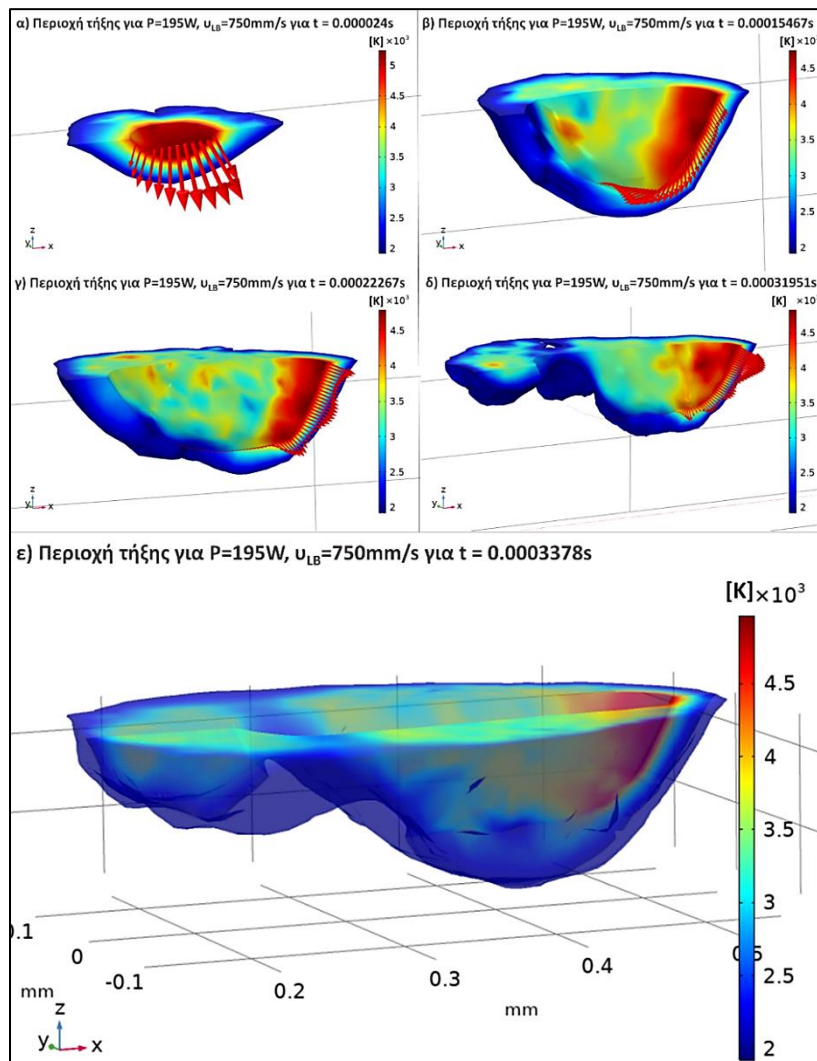 α) Περιοχή τήξης για P=195W, υLB=750mm/s για t = 0.000024s
[K] ×10³
5
4.5
4
3.5
3
2.5
2
z
y x
β) Περιοχή τήξης για P=195W, υLB=750mm/s για t = 0.00015467s
[K] ×10³
4.5
4
3.5
3
2.5
2
z
y x
γ) Περιοχή τήξης για P=195W, υLB=750mm/s για t = 0.00022267s
[K] ×10³
4.5
4
3.5
3
2.5
2
z
y x
δ) Περιοχή τήξης για P=195W, υLB=750mm/s για t = 0.00031951s
[K] ×10³
4.5
4
3.5
3
2.5
2
z
y x
ε) Περιοχή τήξης για P=195W, υLB=750mm/s για t = 0.0003378s
[K] ×10³
4.5
4
3.5
3
2.5
2
0
-0.1
mm
0.2
0.3
0.4
mm
z
y x